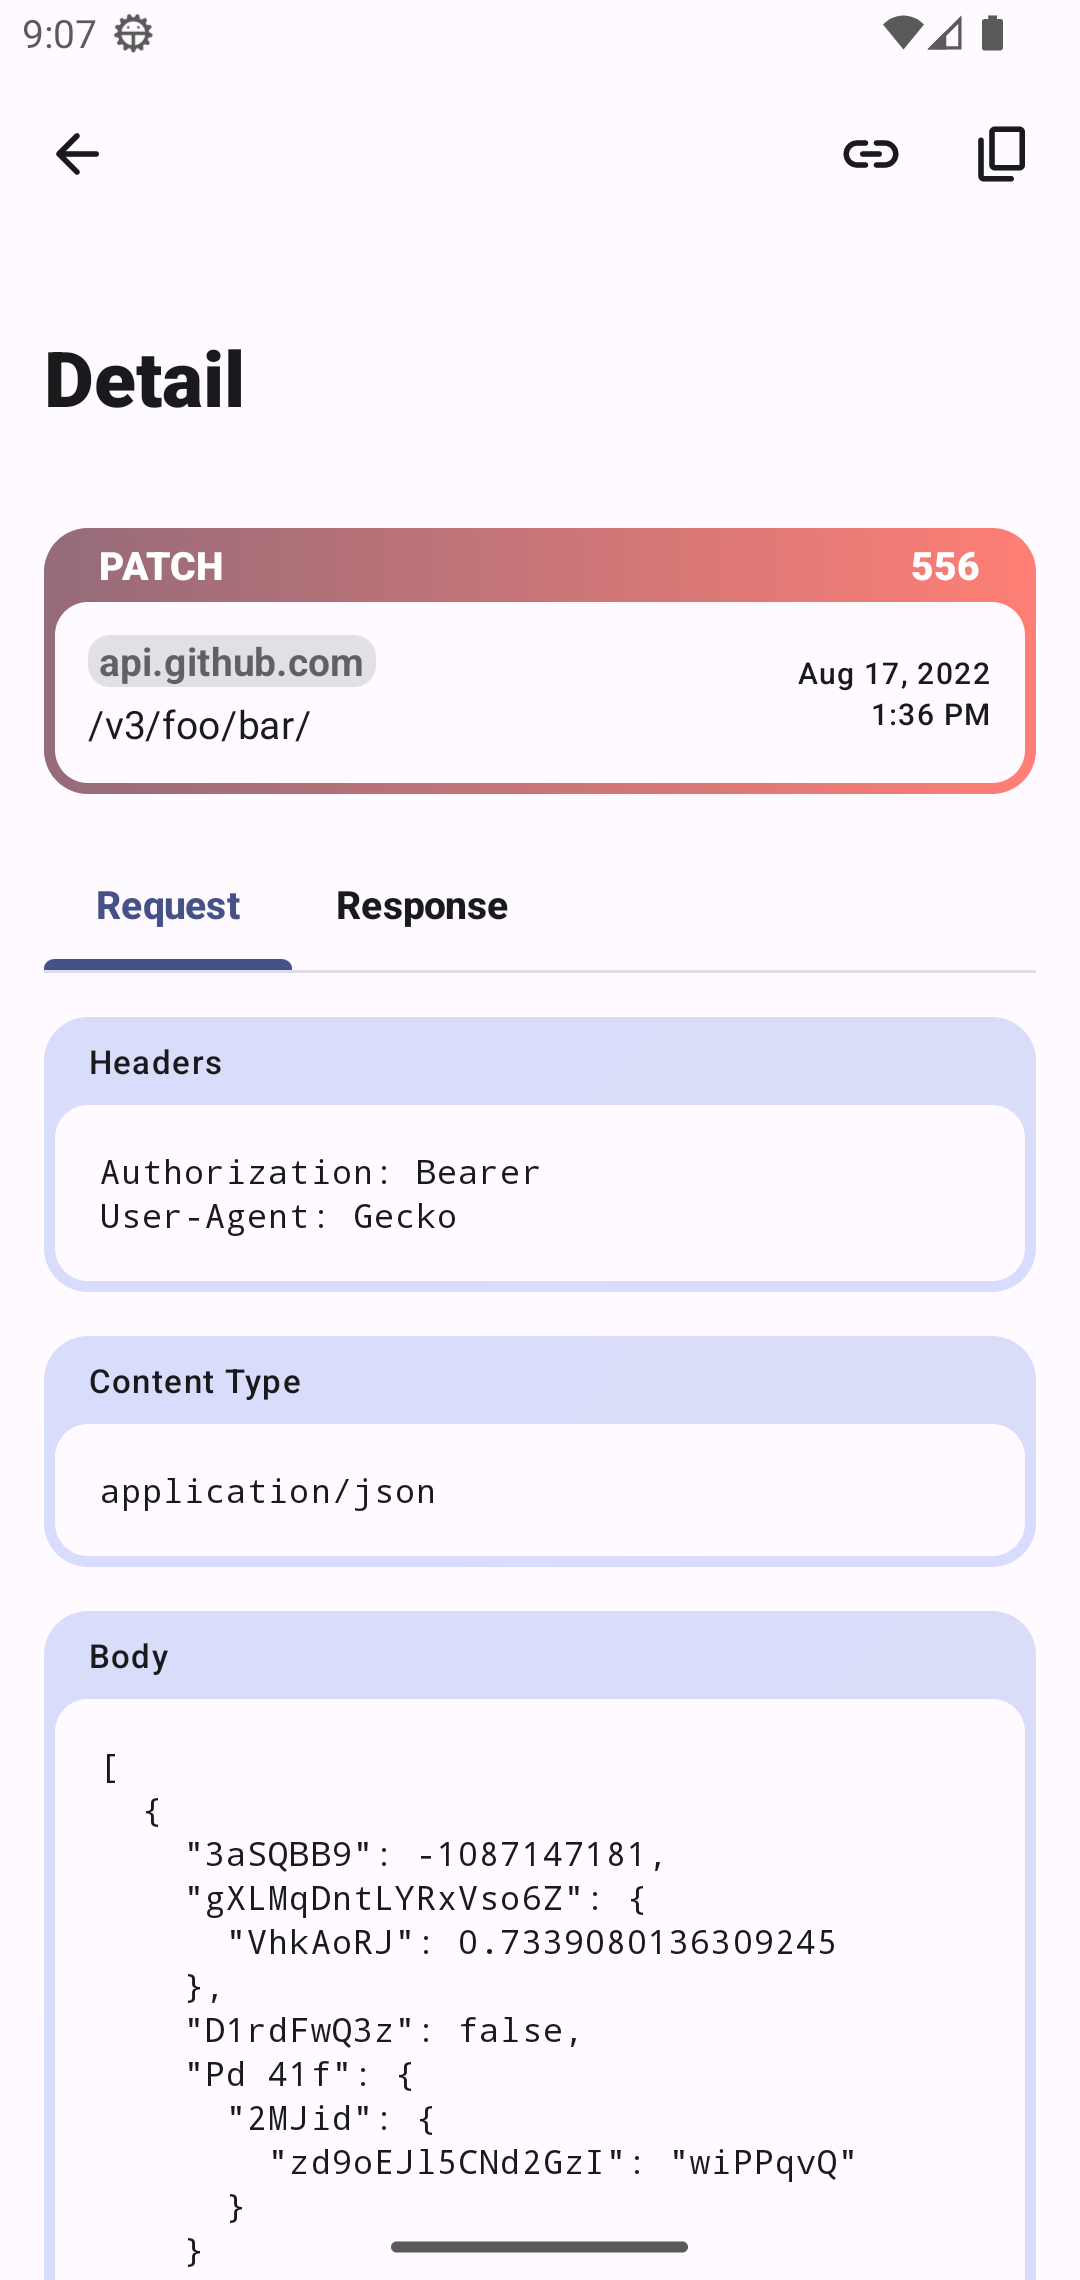 9:07
Detail
PATCH 556
api.github.com
/v3/foo/bar/
Aug 17, 2022
1:36 PM
Request Response
Headers
Authorization: Bearer
User-Agent: Gecko
Content Type
application/json
Body
[
  {
    "3aSQBB9": -1087147181,
    "gXLMqDntLYRxVso6Z": {
      "VhkAoRJ": 0.7339080136309245
    },
    "D1rdFwQ3z": false,
    "Pd 41f": {
      "2MJid": {
        "zd9oEJl5CNd2GzI": "wiPPqvQ"
      }
    }